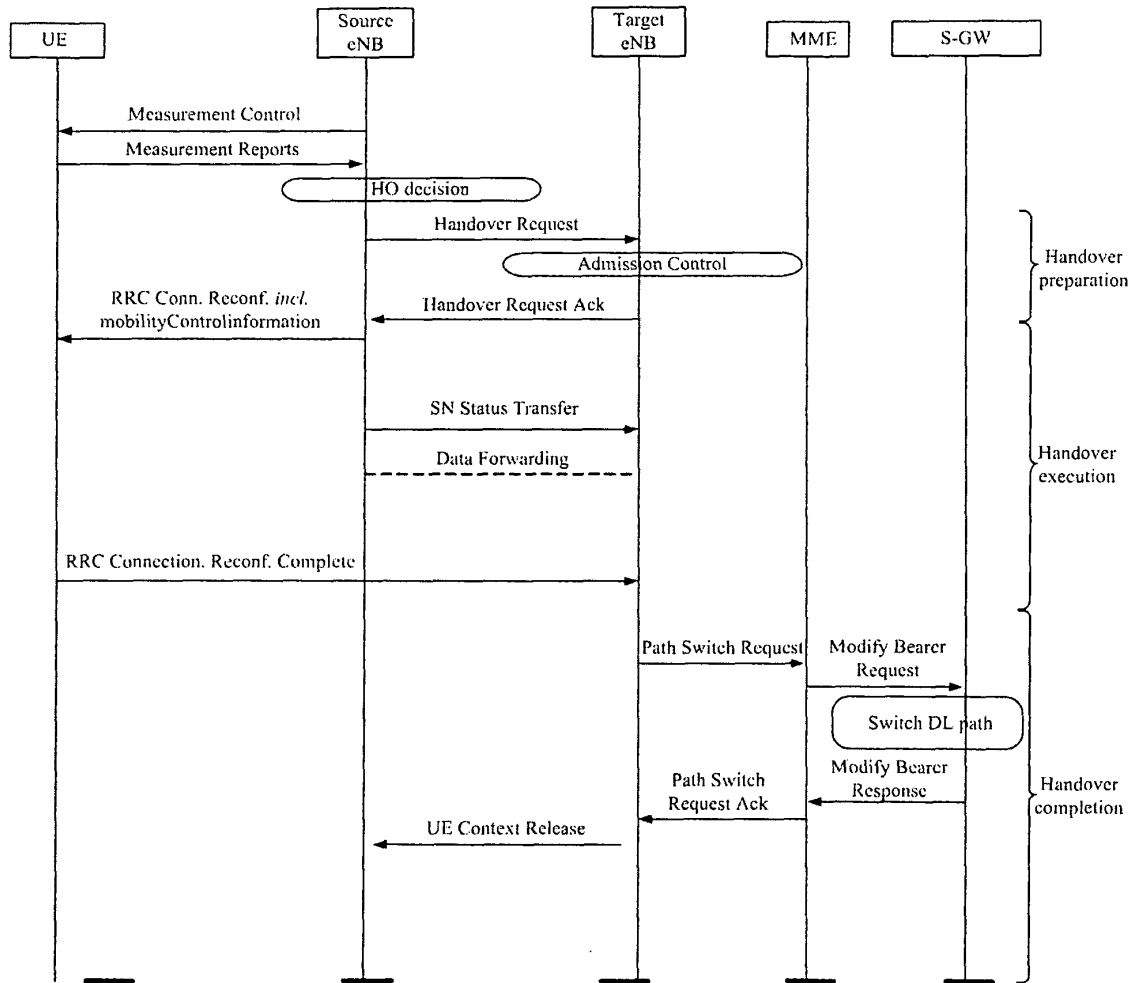 UE
Source
eNB
Target
eNB
MME
S-GW
Measurement Control
Measurement Reports
HO decision
Handover Request
Admission Control
Handover
preparation
RRC Conn. Reconf. incl.
mobilityControlinformation
Handover Request Ack
SN Status Transfer
Data Forwarding
Handover
execution
RRC Connection. Reconf. Complete
Path Switch Request
Modify Bearer
Request
Switch DL path
Modify Bearer
Response
Path Switch
Request Ack
Handover
completion
UE Context Release